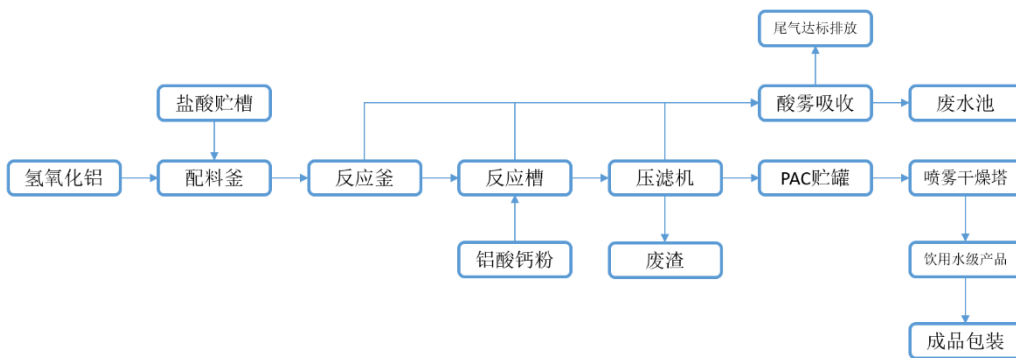 尾气达标排放
盐酸贮槽
酸雾吸收
废水池
氢氧化铝
配料釜
反应釜
反应槽
压滤机
PAC贮罐
喷雾干燥塔
铝酸钙粉
废渣
饮用水级产品
成品包装